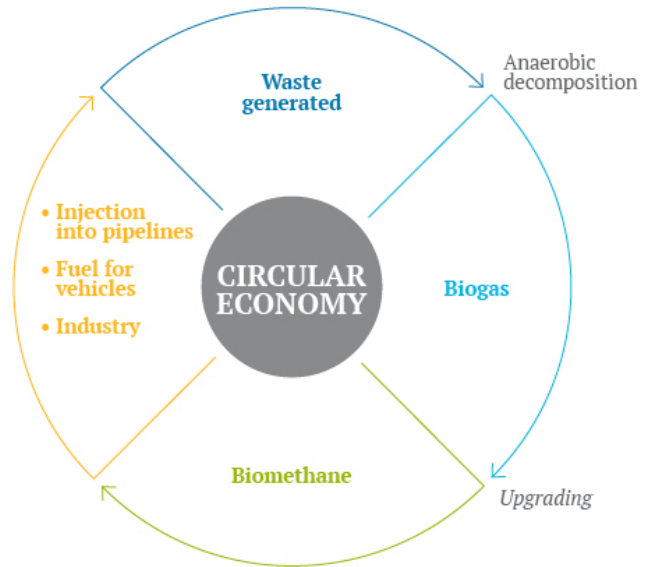 Waste
generated
Anaerobic
decomposition
• Injection
into pipelines
• Fuel for
vehicles
• Industry
CIRCULAR
ECONOMY
Biogas
Biomethane
Upgrading